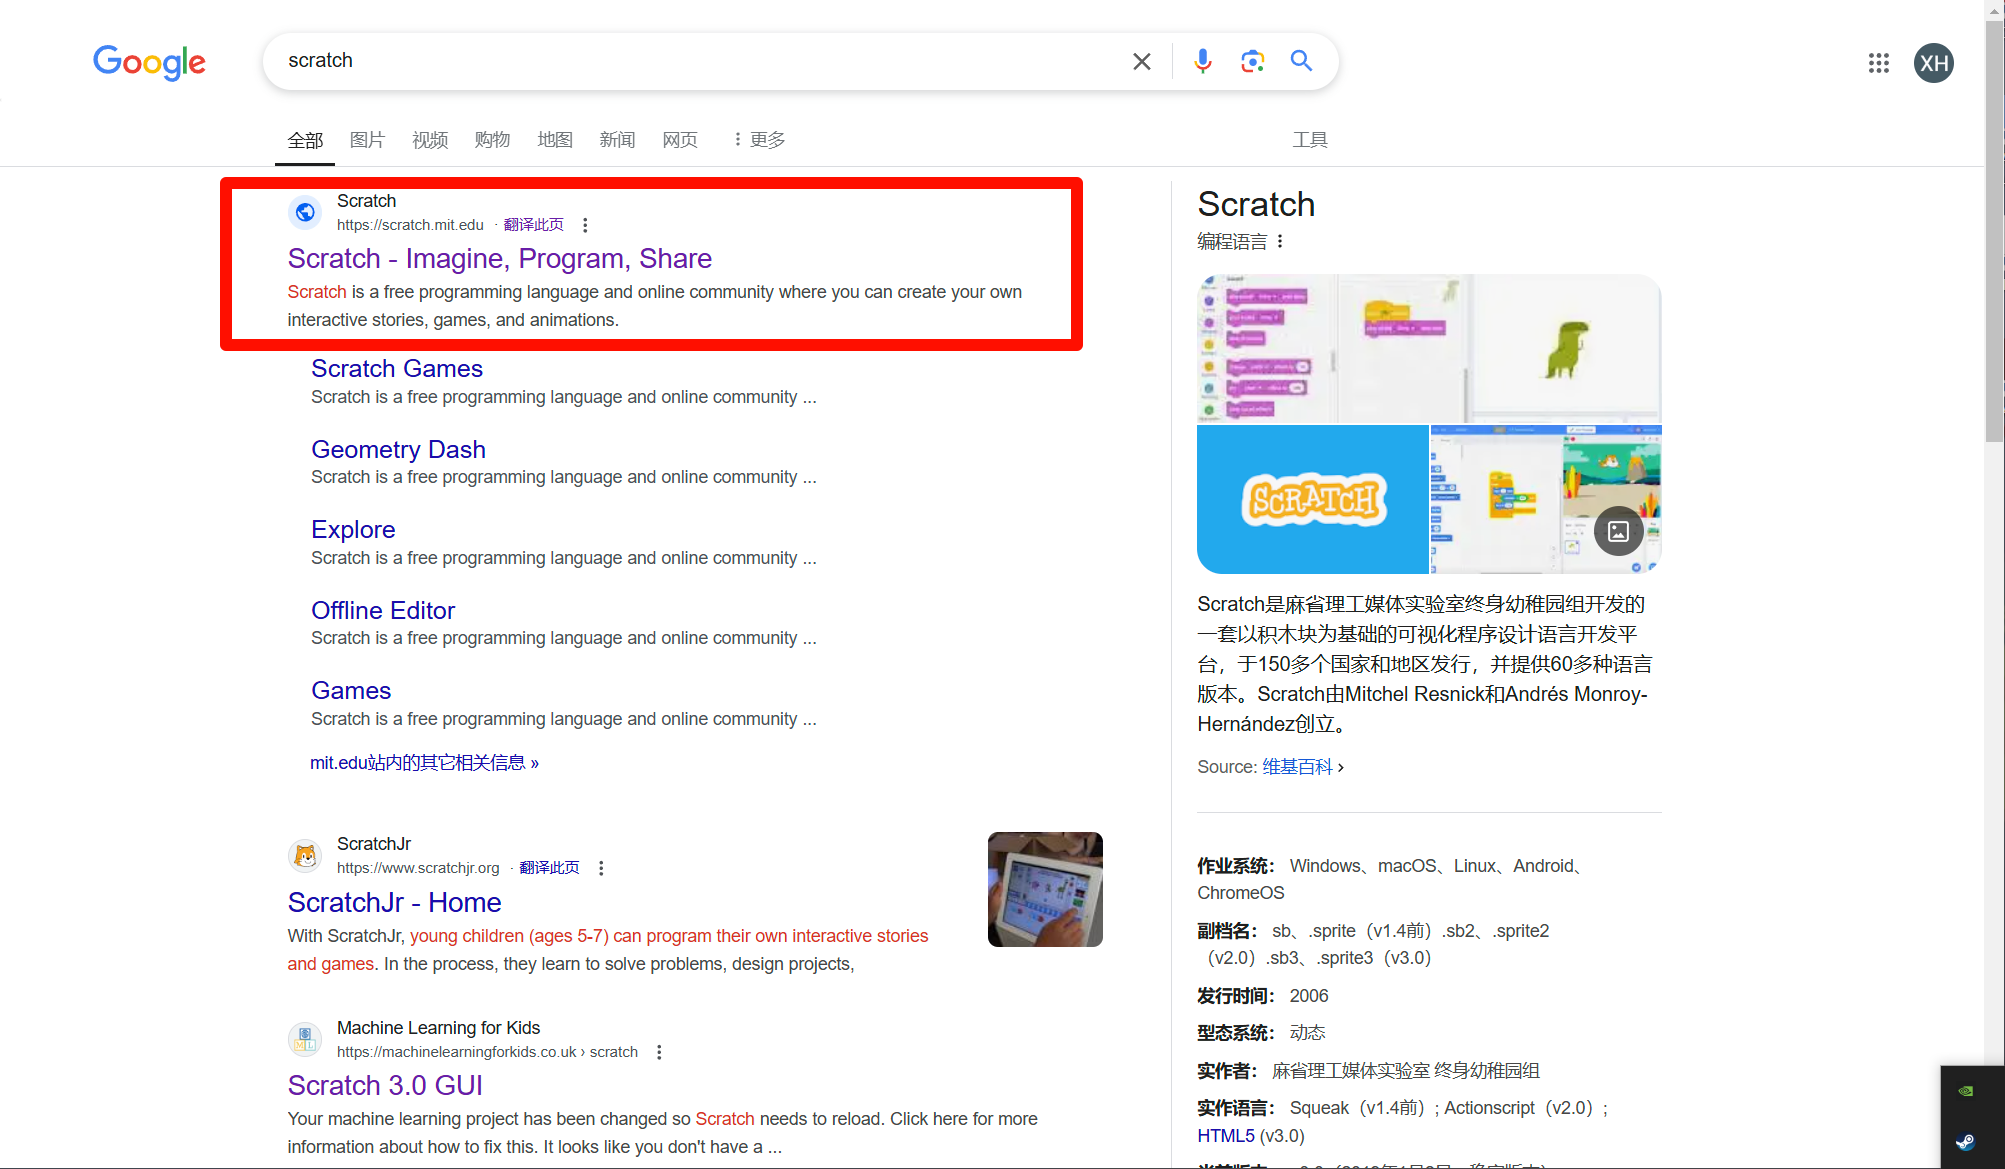 Google
scratch
XH
全部 图片 视频 购物 地图 新闻 网页 更多 工具
Scratch
https://scratch.mit.edu · 翻译此页
Scratch - Imagine, Program, Share
Scratch is a free programming language and online community where you can create your own
interactive stories, games, and animations.
Scratch Games
Scratch is a free programming language and online community ...
Geometry Dash
Scratch is a free programming language and online community ...
Explore
Scratch is a free programming language and online community ...
Offline Editor
Scratch is a free programming language and online community ...
Games
Scratch is a free programming language and online community ...
mit.edu站内的其它相关信息 »
ScratchJr
https://www.scratchjr.org · 翻译此页
ScratchJr - Home
With ScratchJr, young children (ages 5-7) can program their own interactive stories
and games. In the process, they learn to solve problems, design projects,
Machine Learning for Kids
https://machinelearningforkids.co.uk › scratch
Scratch 3.0 GUI
Your machine learning project has been changed so Scratch needs to reload. Click here for more
information about how to fix this. It looks like you don't have a ...
Scratch
编程语言
SCRATCH
Scratch是麻省理工媒体实验室终身幼稚园组开发的
一套以积木块为基础的可视化程序设计语言开发平
台，于150多个国家和地区发行，并提供60多种语言
版本。Scratch由Mitchel Resnick和Andrés Monroy-
Hernández创立。
Source: 维基百科 ›
作业系统： Windows、macOS、Linux、Android、
ChromeOS
副档名： sb、.sprite（v1.4前）.sb2、.sprite2
（v2.0）.sb3、.sprite3（v3.0）
发行时间： 2006
型态系统： 动态
实作者： 麻省理工媒体实验室 终身幼稚园组
实作语言： Squeak（v1.4前）; Actionscript（v2.0）;
HTML5 (v3.0)